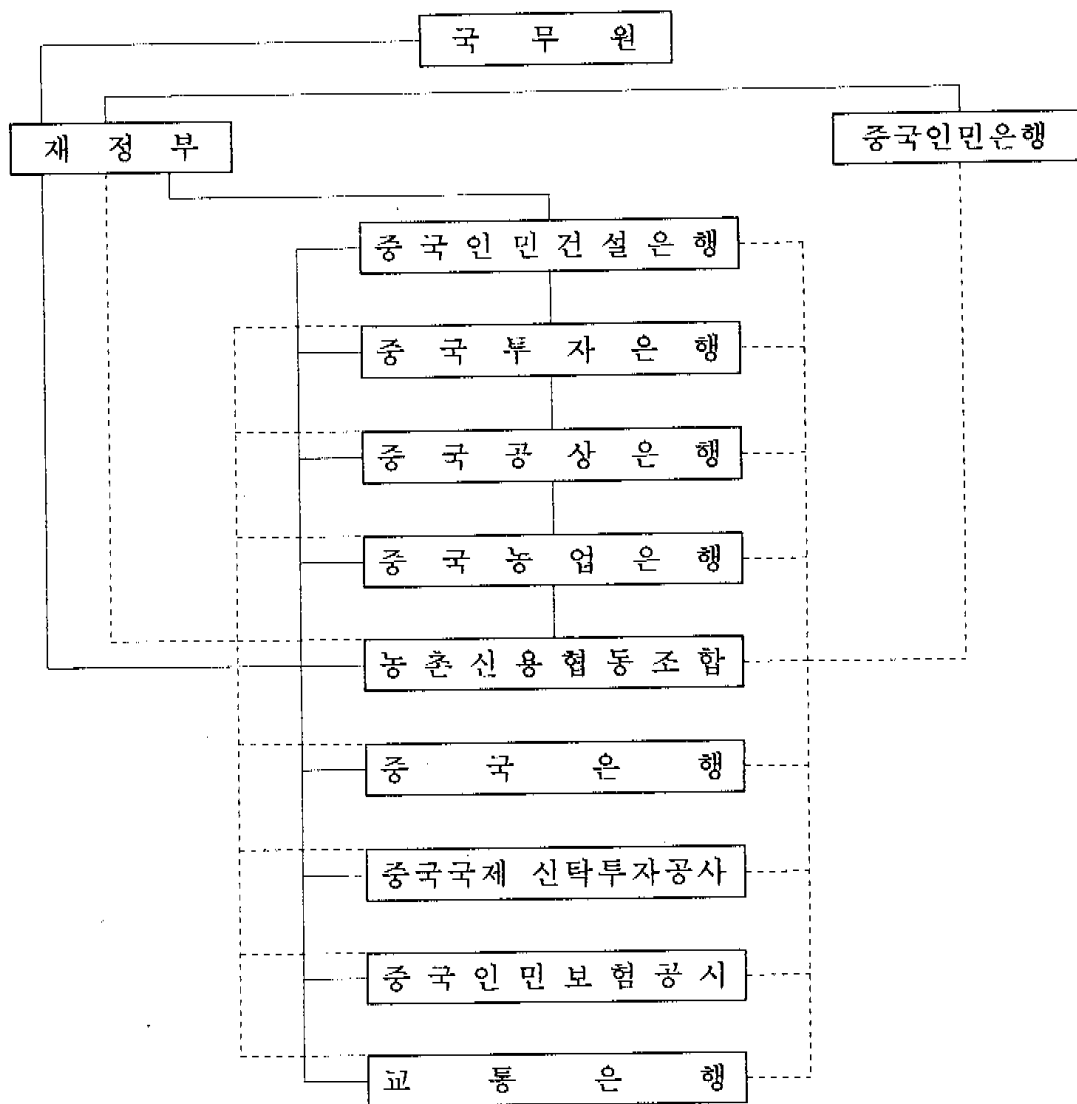 국 무 원
재 정 부
중국인민은행
중 국 인 민 건 설 은 행
중 국 투 자 은 행
중 국 공 상 은 행
중 국 농 업 은 행
농 촌 신 용 협 동 조 합
중 국 은 행
중국국제 신탁투자공사
중 국 인 민 보 험 공 시
교 통 은 행